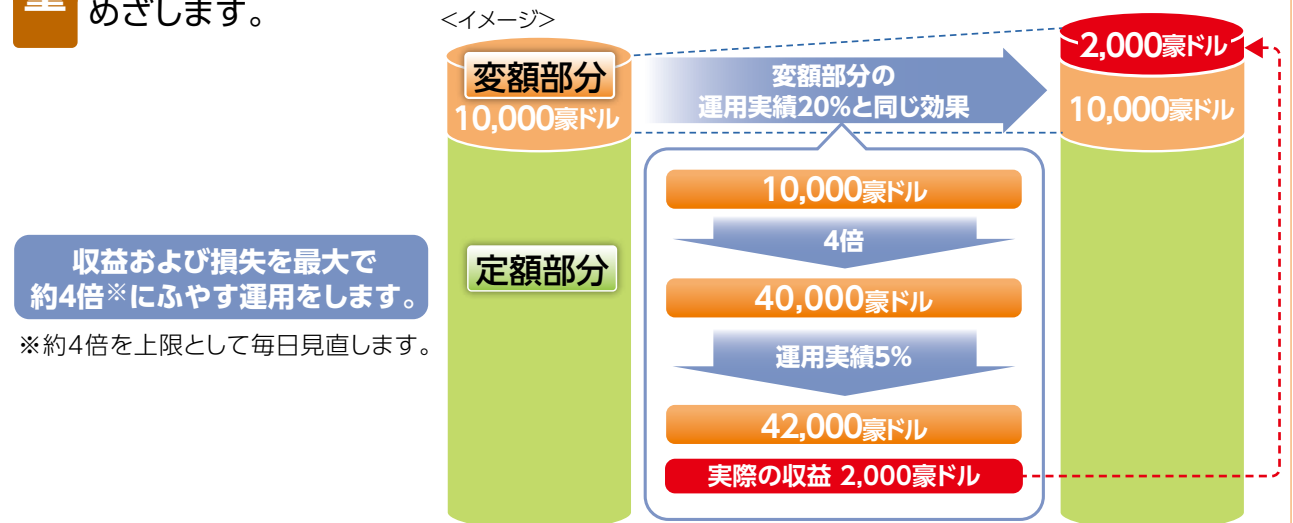 めざします。
<イメージ>
変額部分
10,000豪ドル
変額部分の
運用実績20%と同じ効果
2,000豪ドル
10,000豪ドル
10,000豪ドル
4倍
40,000豪ドル
運用実績5%
42,000豪ドル
実際の収益 2,000豪ドル
定額部分
収益および損失を最大で
約4倍※にふやす運用をします。
※約4倍を上限として毎日見直します。